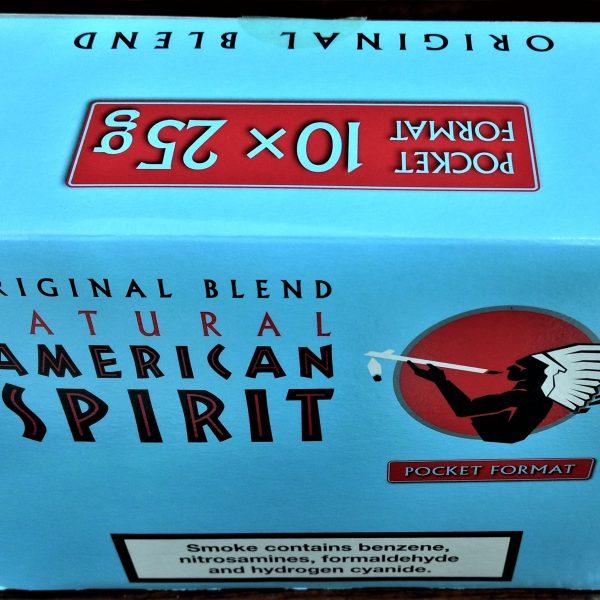 ORIGINAL BLEND
POCKET FORMAT 10 × 25g
RIGINAL BLEND
NATURAL
AMERICAN
SPIRIT
POCKET FORMAT
Smoke contains benzene,
nitrosamines, formaldehyde
and hydrogen cyanide.